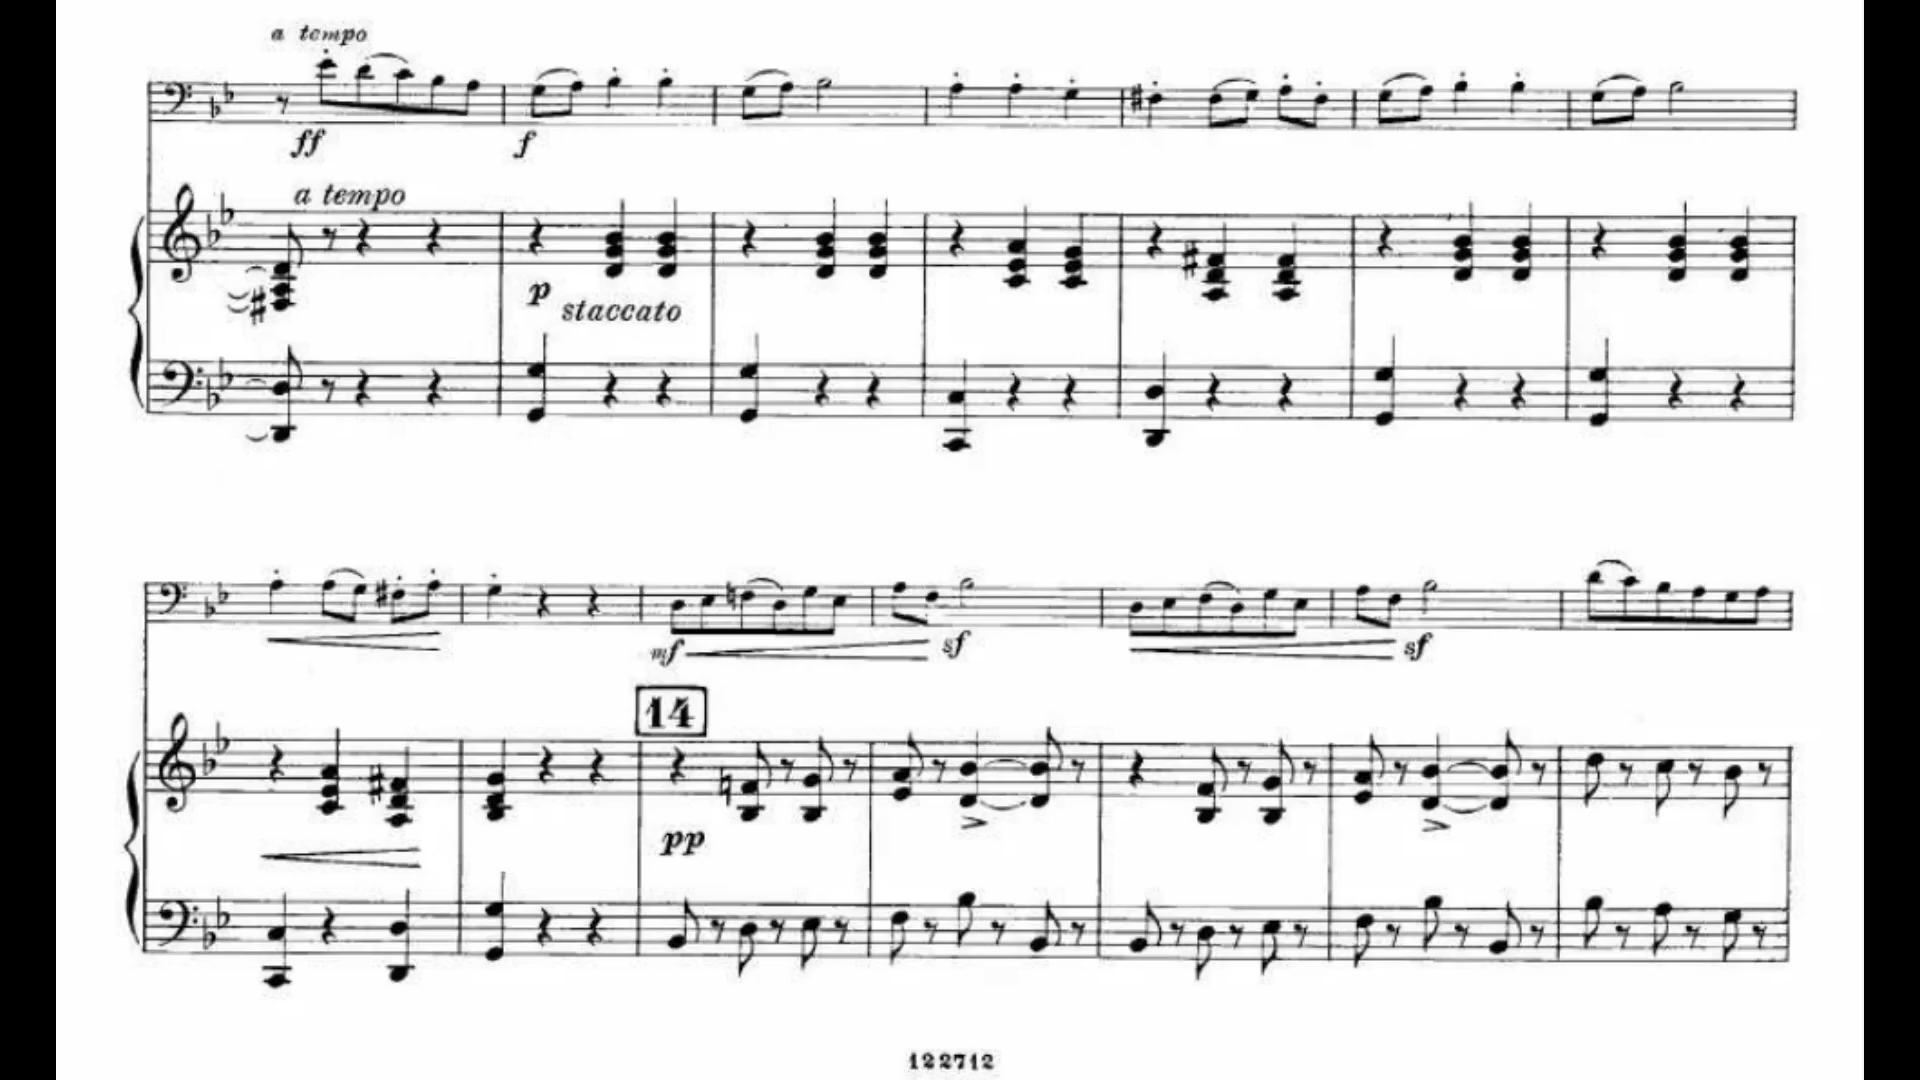 a tempo
ff f
a tempo
p staccato
mf sf sf
14
pp
122712